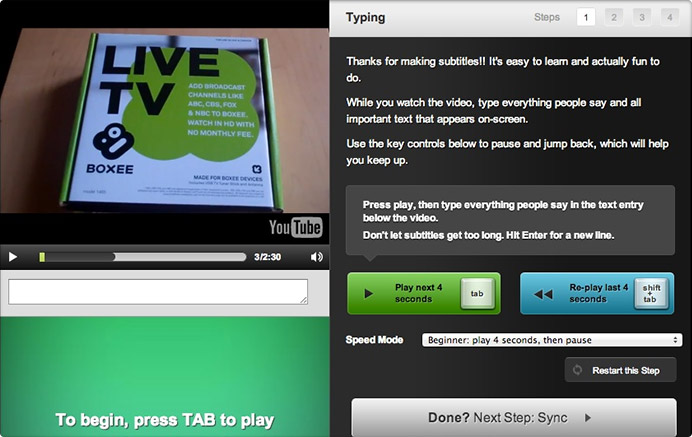 LIVE
TV
ADD BROADCAST
CHANNELS LIKE
ABC, CBS, FOX
& NBC TO BOXEE.
WATCH IN HD WITH
NO MONTHLY FEE.
BOXEE
MADE FOR BOXEE DEVICES
YouTube
3/2:30
To begin, press TAB to play
Typing
Steps 1 2 3 4
Thanks for making subtitles!! It's easy to learn and actually fun to
do.
While you watch the video, type everything people say and all
important text that appears on-screen.
Use the key controls below to pause and jump back, which will help
you keep up.
Press play, then type everything people say in the text entry
below the video.
Don't let subtitles get too long. Hit Enter for a new line.
Play next 4
seconds
tab
Re-play last 4
seconds
shift
+
tab
Speed Mode
Beginner: play 4 seconds, then pause
Restart this Step
Done? Next Step: Sync